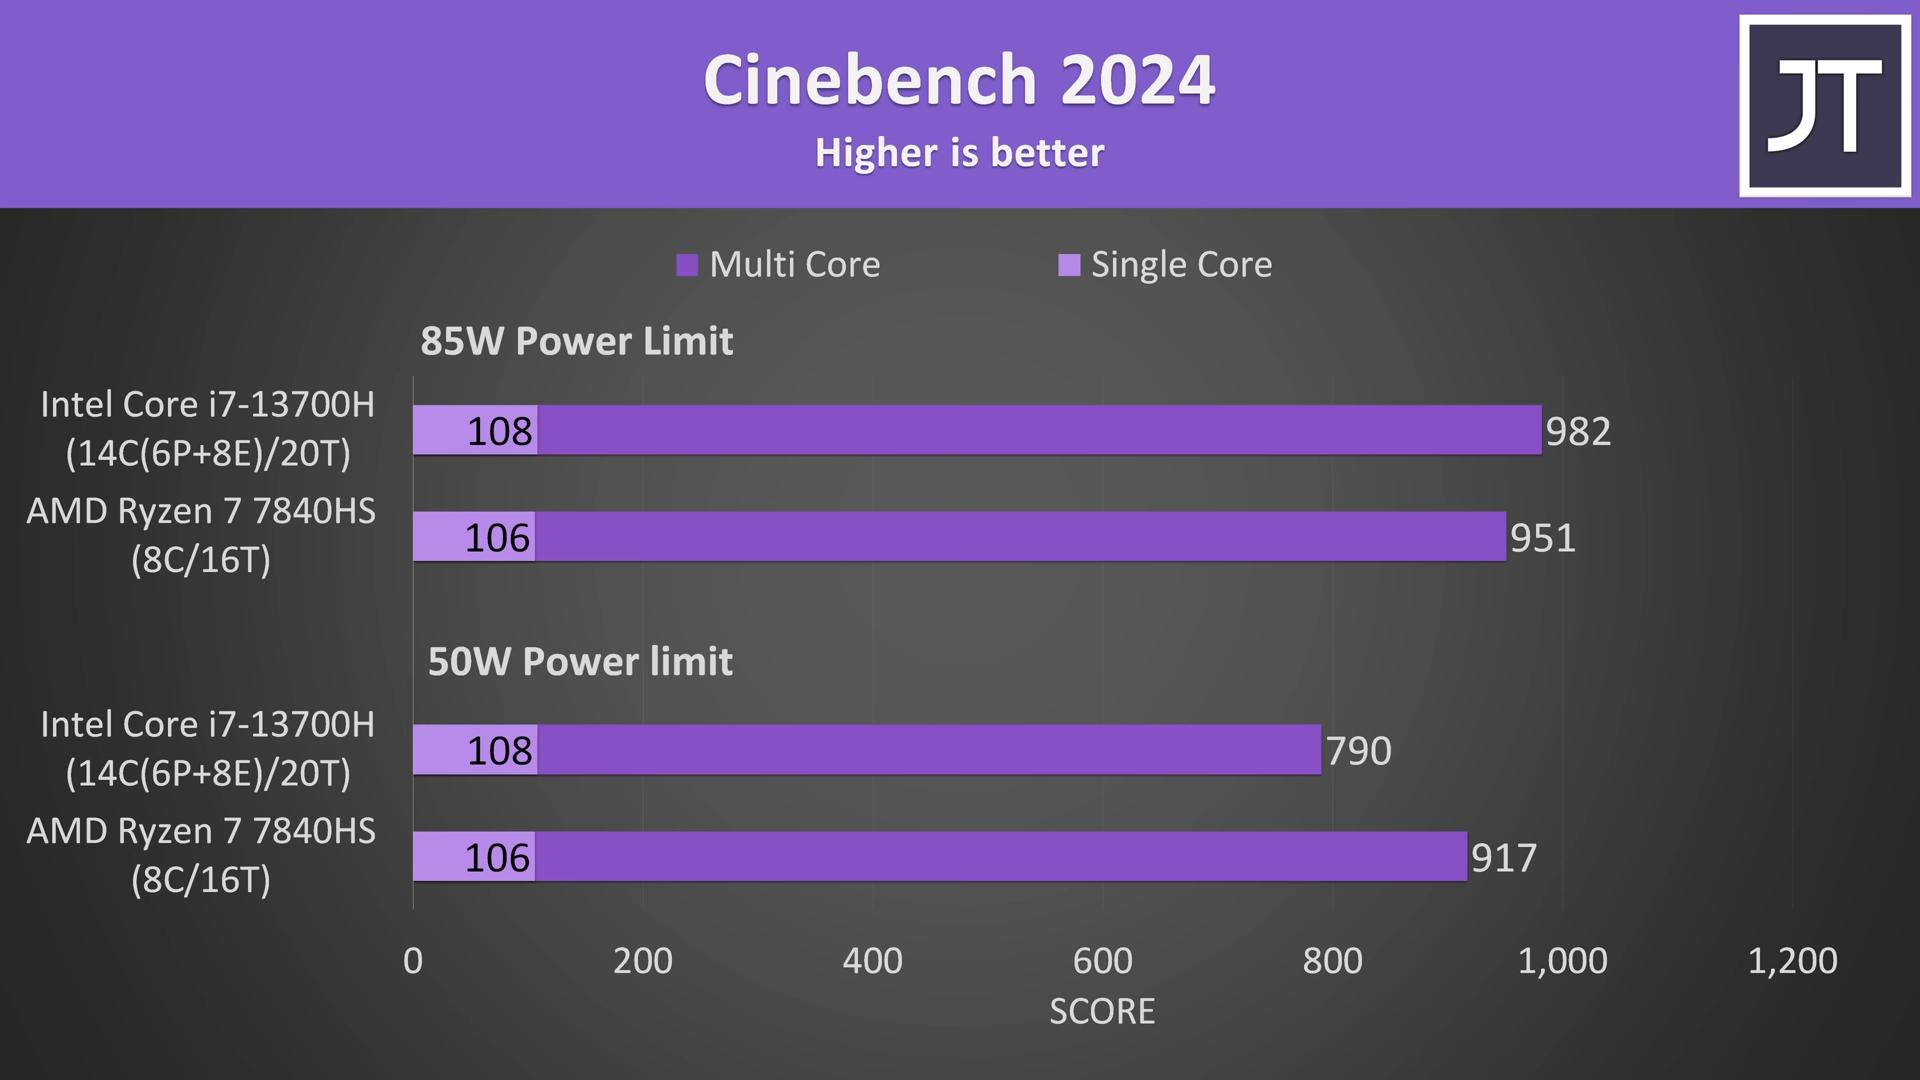 Cinebench 2024
Higher is better
JT
Multi Core
Single Core
85W Power Limit
Intel Core i7-13700H
(14C(6P+8E)/20T)
108
982
AMD Ryzen 7 7840HS
(8C/16T)
106
951
50W Power limit
Intel Core i7-13700H
(14C(6P+8E)/20T)
108
790
AMD Ryzen 7 7840HS
(8C/16T)
106
917
0 200 400 600 800 1,000 1,200
SCORE